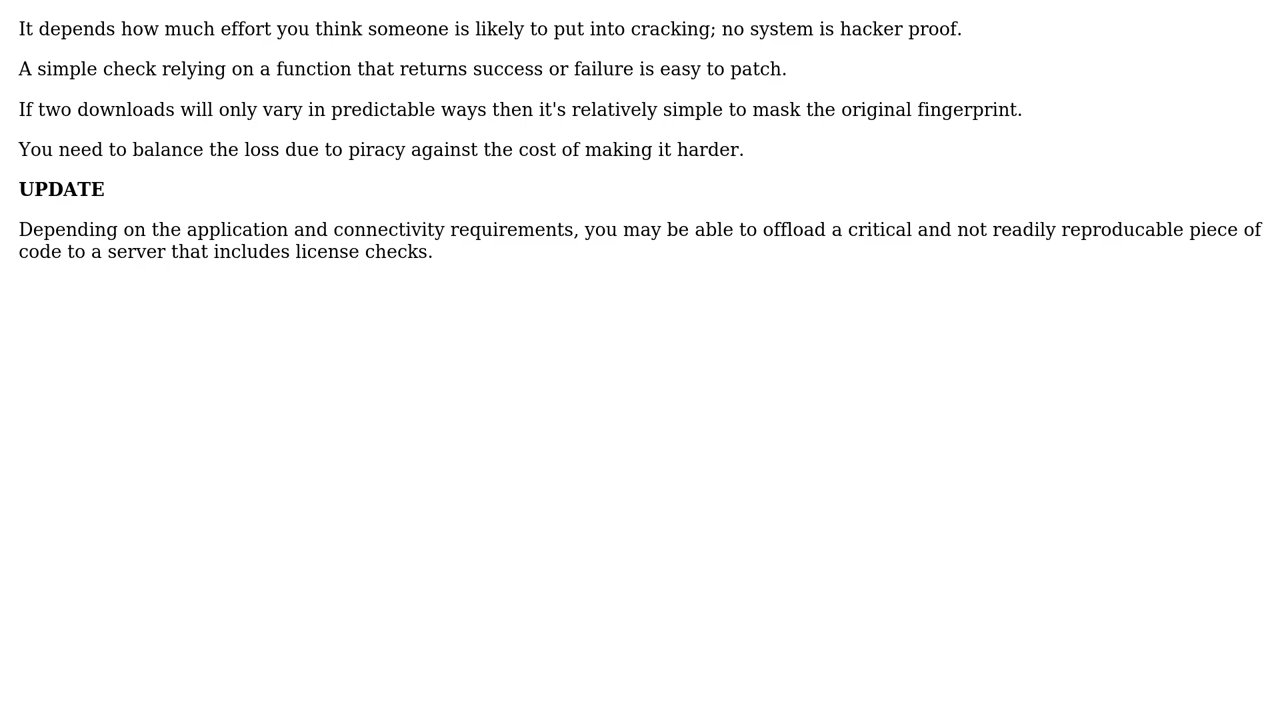 It depends how much effort you think someone is likely to put into cracking; no system is hacker proof.
A simple check relying on a function that returns success or failure is easy to patch.
If two downloads will only vary in predictable ways then it's relatively simple to mask the original fingerprint.
You need to balance the loss due to piracy against the cost of making it harder.
UPDATE
Depending on the application and connectivity requirements, you may be able to offload a critical and not readily reproducable piece of
code to a server that includes license checks.